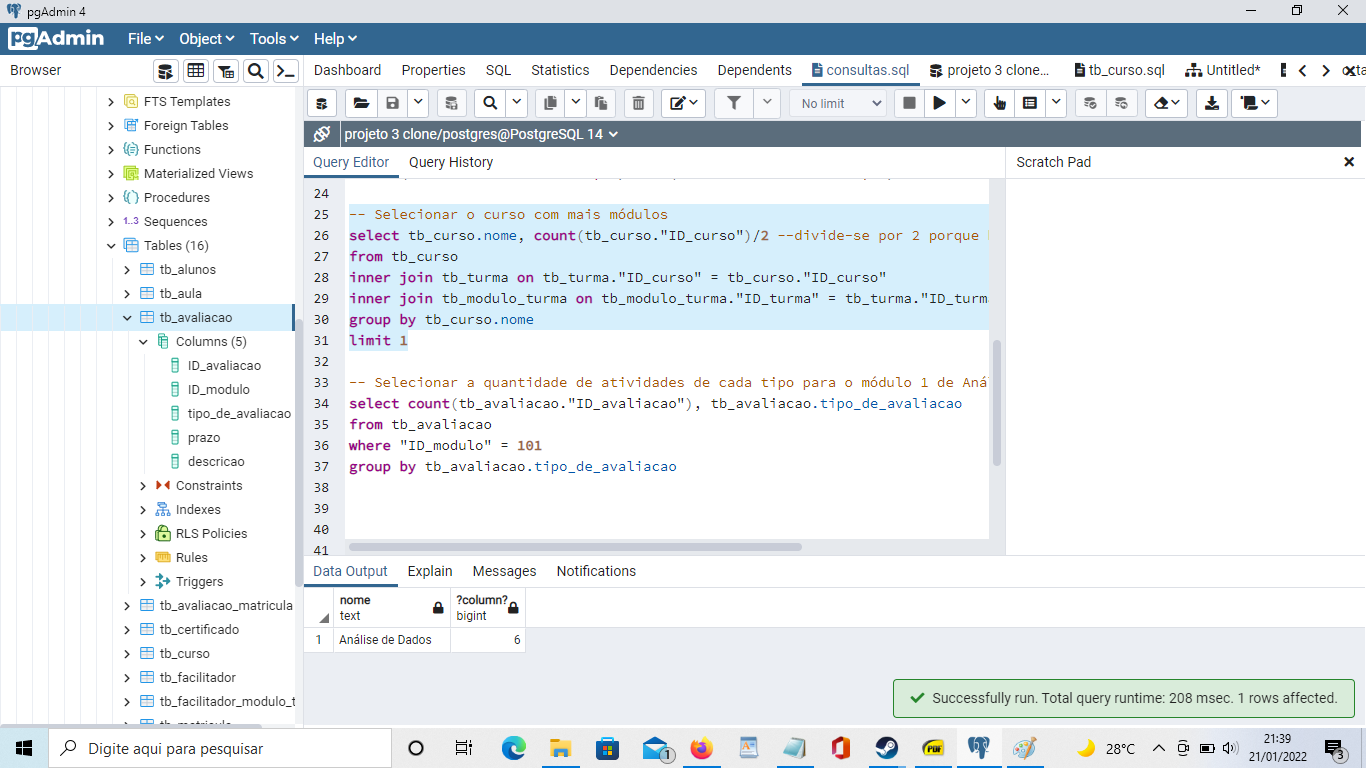 pgAdmin 4
pgAdmin File Object Tools Help
Browser
Dashboard Properties SQL Statistics Dependencies Dependents consultas.sql projeto 3 clone... tb_curso.sql Untitled*
No limit
projeto 3 clone/postgres@PostgreSQL 14
Query Editor Query History
Scratch Pad
FTS Templates
Foreign Tables
Functions
Materialized Views
Procedures
1..3 Sequences
Tables (16)
tb_alunos
tb_aula
tb_avaliacao
Columns (5)
ID_avaliacao
ID_modulo
tipo_de_avaliacao
prazo
descricao
Constraints
Indexes
RLS Policies
Rules
Triggers
tb_avaliacao_matricula
tb_certificado
tb_curso
tb_facilitador
tb_facilitador_modulo_t
tb_matricula
24
25 -- Selecionar o curso com mais módulos
26 select tb_curso.nome, count(tb_curso."ID_curso")/2 --divide-se por 2 porque
27 from tb_curso
28 inner join tb_turma on tb_turma."ID_curso" = tb_curso."ID_curso"
29 inner join tb_modulo_turma on tb_modulo_turma."ID_turma" = tb_turma."ID_turma
30 group by tb_curso.nome
31 limit 1
32
33 -- Selecionar a quantidade de atividades de cada tipo para o módulo 1 de Aná
34 select count(tb_avaliacao."ID_avaliacao"), tb_avaliacao.tipo_de_avaliacao
35 from tb_avaliacao
36 where "ID_modulo" = 101
37 group by tb_avaliacao.tipo_de_avaliacao
38
39
40
41
Data Output Explain Messages Notifications
nome ?column?
text bigint
1 Análise de Dados 6
Successfully run. Total query runtime: 208 msec. 1 rows affected.
Digite aqui para pesquisar
1
PDF
28°C
21:39
21/01/2022
3